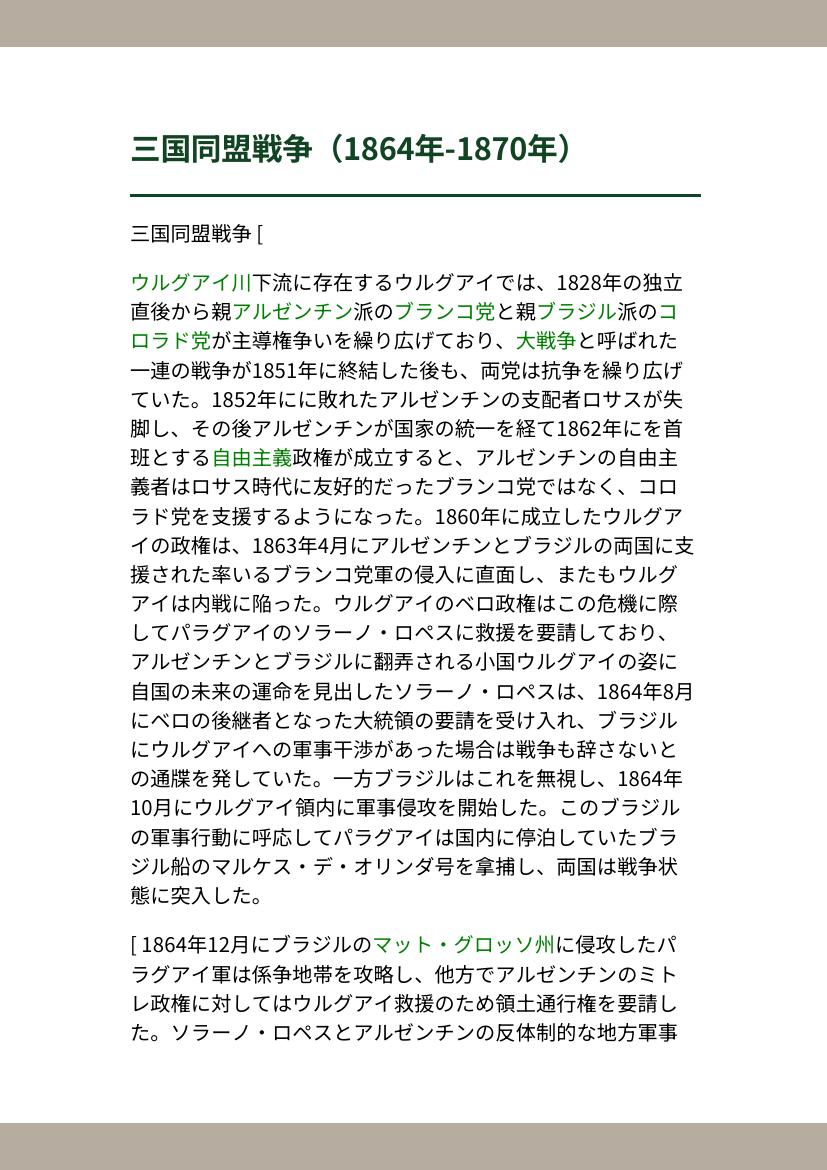 三国同盟戦争（1864年-1870年）
三国同盟戦争 [
ウルグアイ川下流に存在するウルグアイでは、1828年の独立
直後から親アルゼンチン派のブランコ党と親ブラジル派のコ
ロラド党が主導権争いを繰り広げており、大戦争と呼ばれた
一連の戦争が1851年に終結した後も、両党は抗争を繰り広げ
ていた。1852年にに敗れたアルゼンチンの支配者ロサスが失
脚し、その後アルゼンチンが国家の統一を経て1862年にを首
班とする自由主義政権が成立すると、アルゼンチンの自由主
義者はロサス時代に友好的だったブランコ党ではなく、コロ
ラド党を支援するようになった。1860年に成立したウルグア
イの政権は、1863年4月にアルゼンチンとブラジルの両国に支
援された率いるブランコ党軍の侵入に直面し、またもウルグ
アイは内戦に陥った。ウルグアイのベロ政権はこの危機に際
してパラグアイのソラーノ・ロペスに救援を要請しており、
アルゼンチンとブラジルに翻弄される小国ウルグアイの姿に
自国の未来の運命を見出したソラーノ・ロペスは、1864年8月
にベロの後継者となった大統領の要請を受け入れ、ブラジル
にウルグアイへの軍事干渉があった場合は戦争も辞さないと
の通牒を発していた。一方ブラジルはこれを無視し、1864年
10月にウルグアイ領内に軍事侵攻を開始した。このブラジル
の軍事行動に呼応してパラグアイは国内に停泊していたブラ
ジル船のマルケス・デ・オリンダ号を拿捕し、両国は戦争状
態に突入した。
[ 1864年12月にブラジルのマット・グロッソ州に侵攻したパ
ラグアイ軍は係争地帯を攻略し、他方でアルゼンチンのミト
レ政権に対してはウルグアイ救援のため領土通行権を要請し
た。ソラーノ・ロペスとアルゼンチンの反体制的な地方軍事